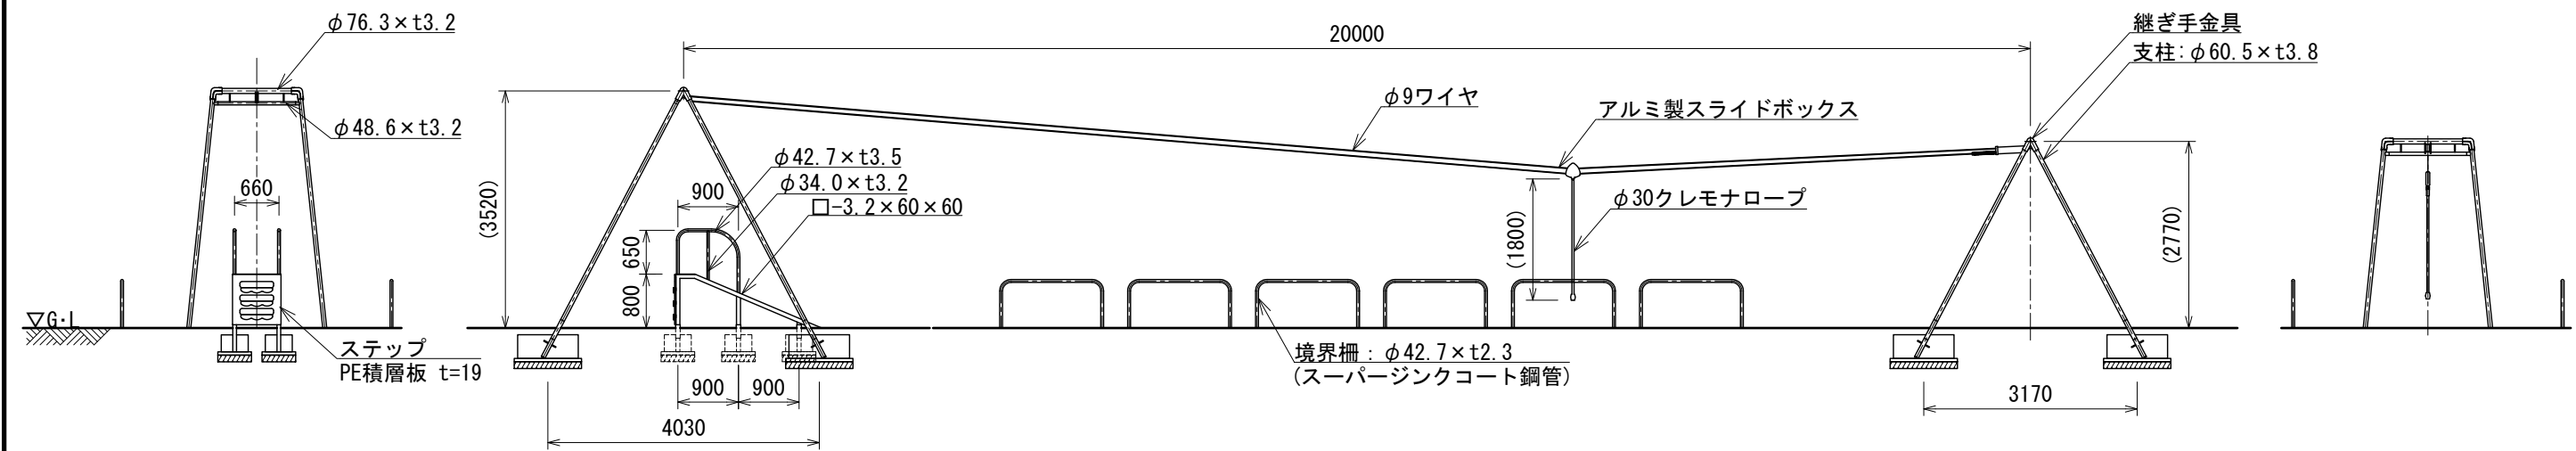 φ76.3×t3.2
φ48.6×t3.2
660
▽G・L
ステップ
PE積層板 t=19
20000
(3520)
φ9ワイヤ
アルミ製スライドボックス
φ42.7×t3.5
φ34.0×t3.2
□-3.2×60×60
900
650
800
900
900
4030
(1800)
φ30クレモナロープ
境界柵：φ42.7×t2.3
(スーパージンクコート鋼管)
継ぎ手金具
支柱:φ60.5×t3.8
(2770)
3170